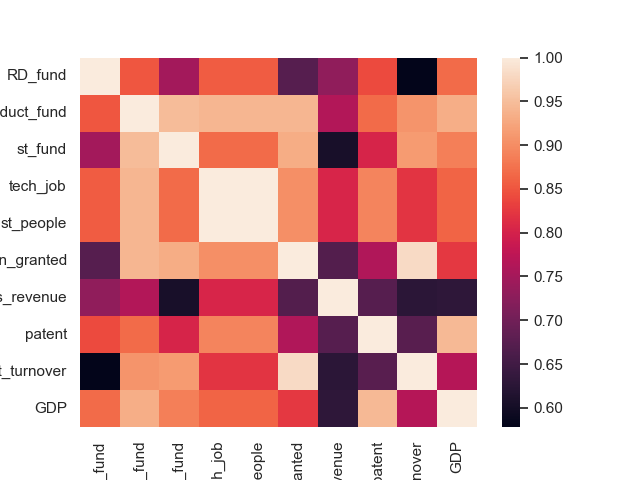 RD_fund
duct_fund
st_fund
tech_job
st_people
n_granted
s_revenue
patent
t_turnover
GDP
_fund
_fund
_fund
h_job
eople
anted
venue
patent
nover
GDP
1.00
0.95
0.90
0.85
0.80
0.75
0.70
0.65
0.60